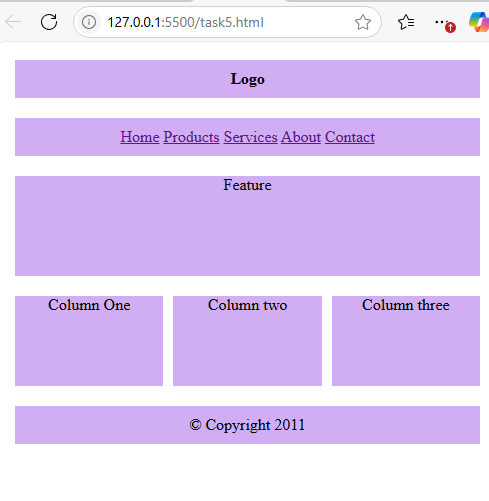 127.0.0.1:5500/task5.html
Logo
Home Products Services About Contact
Feature
Column One Column two Column three
© Copyright 2011